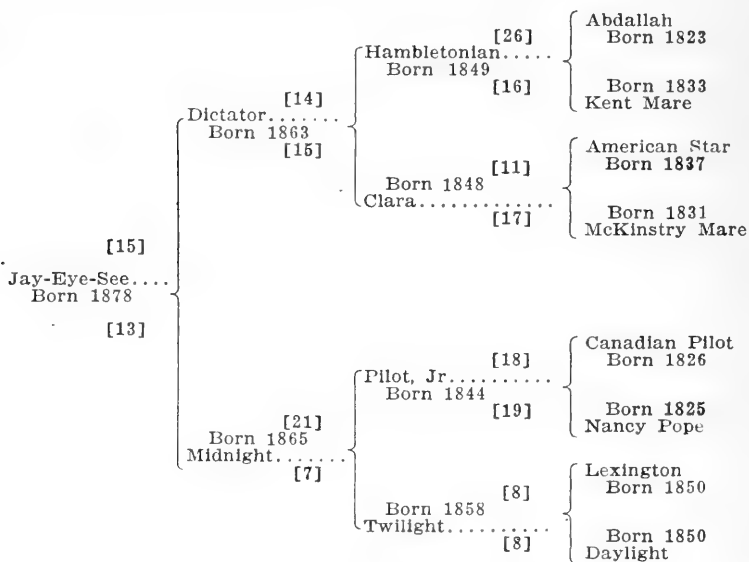 [26]
Abdallah
Born 1823
Hambletonian.....
Born 1849
[16]
Born 1833
Kent Mare
[14]
Dictator.......
Born 1863
[15]
[11]
American Star
Born 1837
Born 1848
Clara............
[17]
Born 1831
McKinstry Mare
[15]
Jay-Eye-See....
Born 1878
[13]
[18]
Canadian Pilot
Born 1826
Pilot, Jr..........
Born 1844
[19]
Born 1825
Nancy Pope
[21]
Born 1865
Midnight.......
[7]
[8]
Lexington
Born 1850
Born 1858
Twilight..........
[8]
Born 1850
Daylight